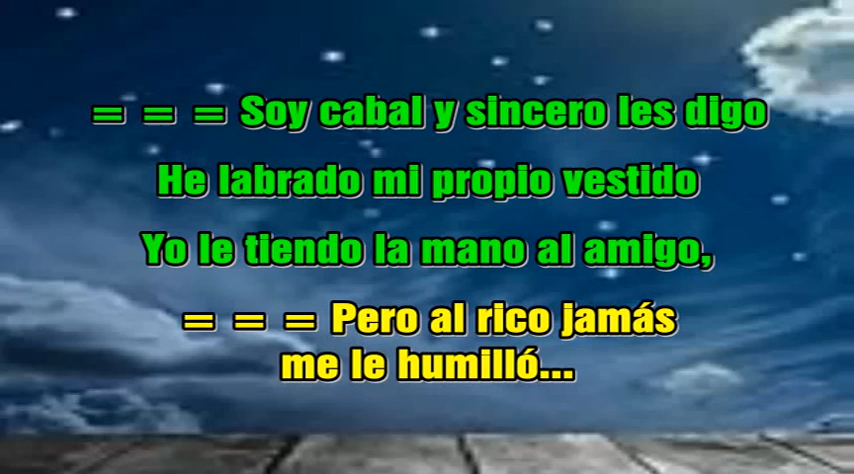 = = = Soy cabal y sincero les digo
He labrado mi propio vestido
Yo le tiendo la mano al amigo,
= = = Pero al rico jamás
me le humilló...